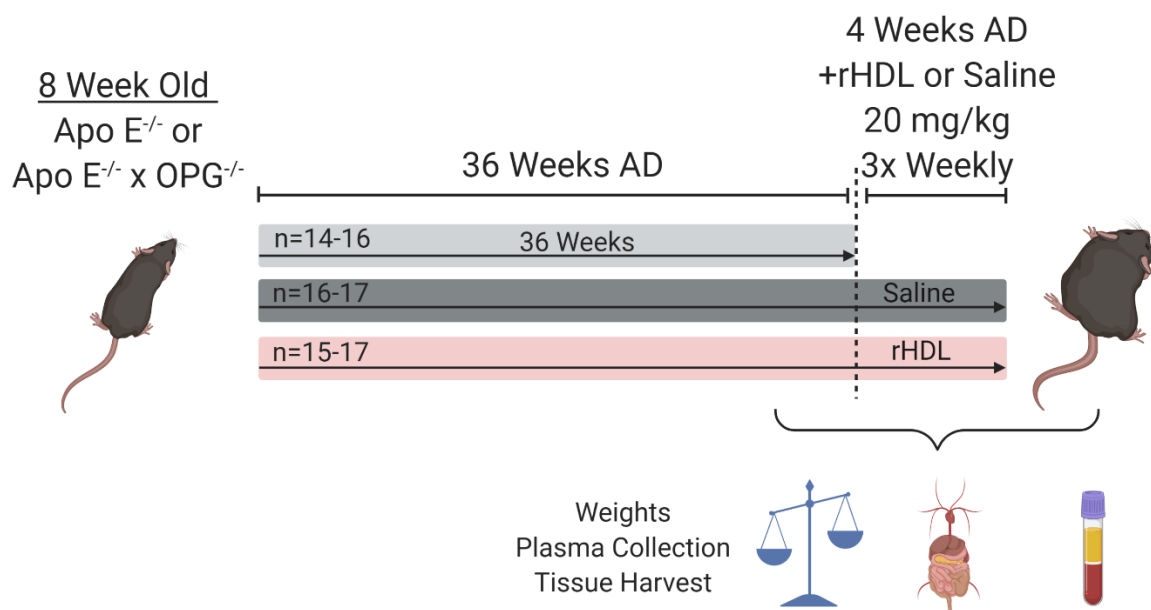 8 Week Old
Apo E-/- or
Apo E-/- x OPG-/-
36 Weeks AD
4 Weeks AD
+rHDL or Saline
20 mg/kg
3x Weekly
n=14-16
36 Weeks
n=16-17
Saline
n=15-17
rHDL
Weights
Plasma Collection
Tissue Harvest